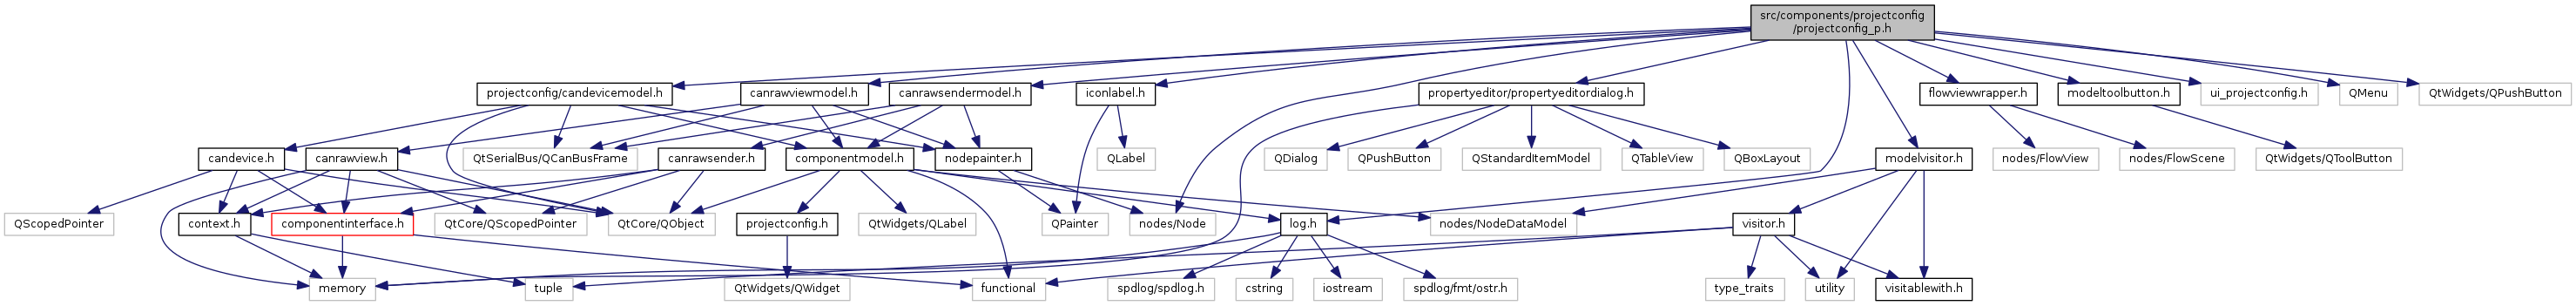 src/components/projectconfig
/projectconfig_p.h
projectconfig/candevicemodel.h
canrawviewmodel.h
canrawsendermodel.h
iconlabel.h
propertyeditor/propertyeditordialog.h
flowviewwrapper.h
modeltoolbutton.h
ui_projectconfig.h
QMenu
QtWidgets/QPushButton
candevice.h
canrawview.h
QtSerialBus/QCanBusFrame
canrawsender.h
componentmodel.h
nodepainter.h
QLabel
QDialog
QPushButton
QStandardItemModel
QTableView
QBoxLayout
modelvisitor.h
nodes/FlowView
nodes/FlowScene
QtWidgets/QToolButton
QScopedPointer
context.h
componentinterface.h
QtCore/QScopedPointer
QtCore/QObject
projectconfig.h
QtWidgets/QLabel
QPainter
nodes/Node
log.h
nodes/NodeDataModel
visitor.h
memory
tuple
QtWidgets/QWidget
functional
spdlog/spdlog.h
cstring
iostream
spdlog/fmt/ostr.h
type_traits
utility
visitablewith.h